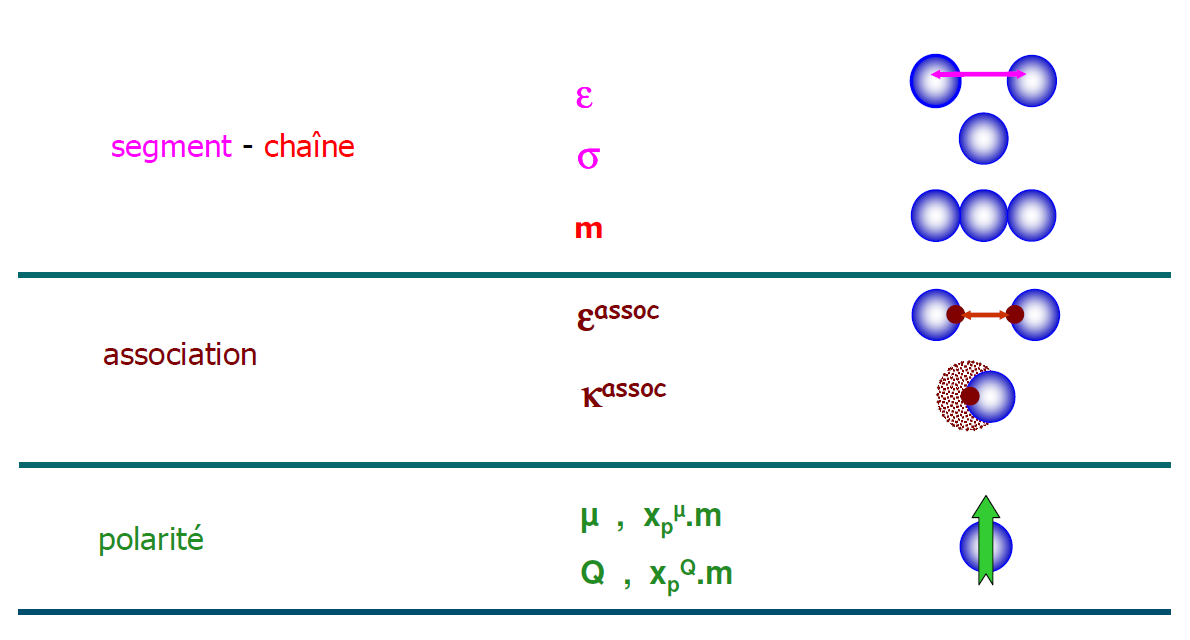 ε
segment - chaîne
σ
m
εassoc
association
κassoc
μ , xpμ.m
polarité
Q , xpQ.m